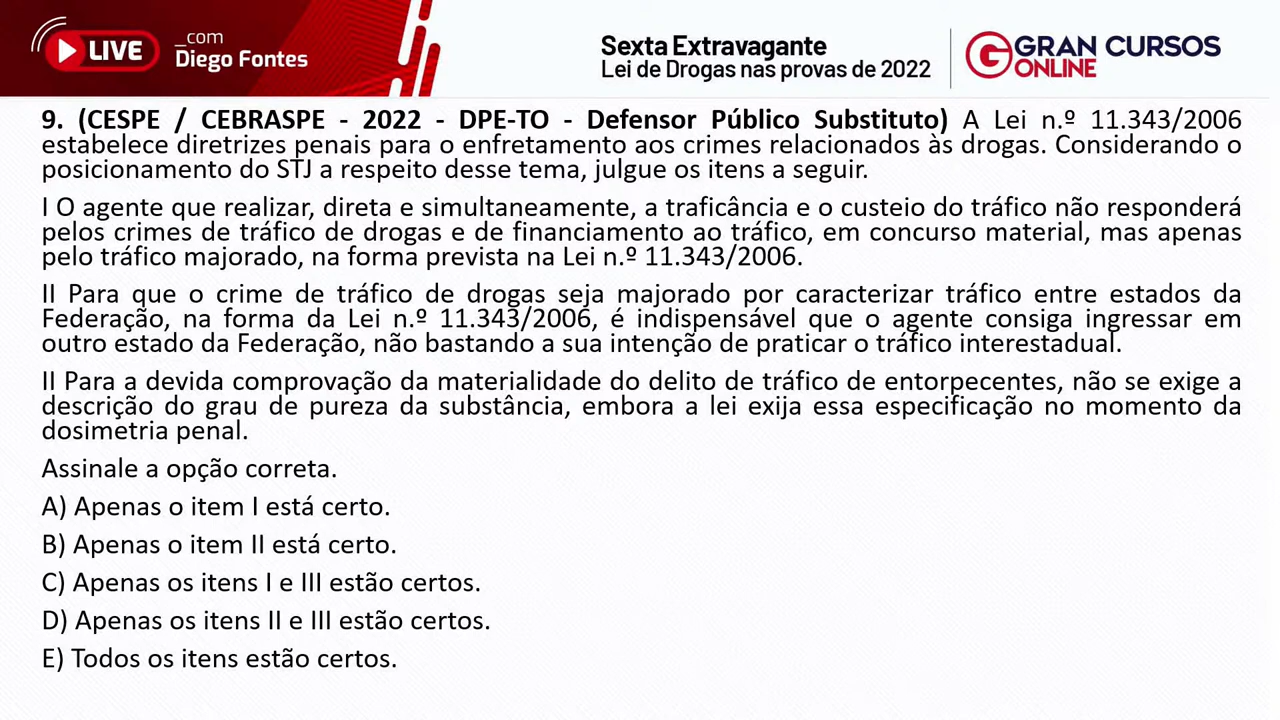 LIVE
_com
Diego Fontes
Sexta Extravagante
Lei de Drogas nas provas de 2022
GRAN CURSOS
ONLINE
9. (CESPE / CEBRASPE - 2022 - DPE-TO - Defensor Público Substituto) A Lei n.º 11.343/2006
estabelece diretrizes penais para o enfretamento aos crimes relacionados às drogas. Considerando o
posicionamento do STJ a respeito desse tema, julgue os itens a seguir.
I O agente que realizar, direta e simultaneamente, a traficância e o custeio do tráfico não responderá
pelos crimes de tráfico de drogas e de financiamento ao tráfico, em concurso material, mas apenas
pelo tráfico majorado, na forma prevista na Lei n.º 11.343/2006.
II Para que o crime de tráfico de drogas seja majorado por caracterizar tráfico entre estados da
Federação, na forma da Lei n.º 11.343/2006, é indispensável que o agente consiga ingressar em
outro estado da Federação, não bastando a sua intenção de praticar o tráfico interestadual.
II Para a devida comprovação da materialidade do delito de tráfico de entorpecentes, não se exige a
descrição do grau de pureza da substância, embora a lei exija essa especificação no momento da
dosimetria penal.
Assinale a opção correta.
A) Apenas o item I está certo.
B) Apenas o item II está certo.
C) Apenas os itens I e III estão certos.
D) Apenas os itens II e III estão certos.
E) Todos os itens estão certos.